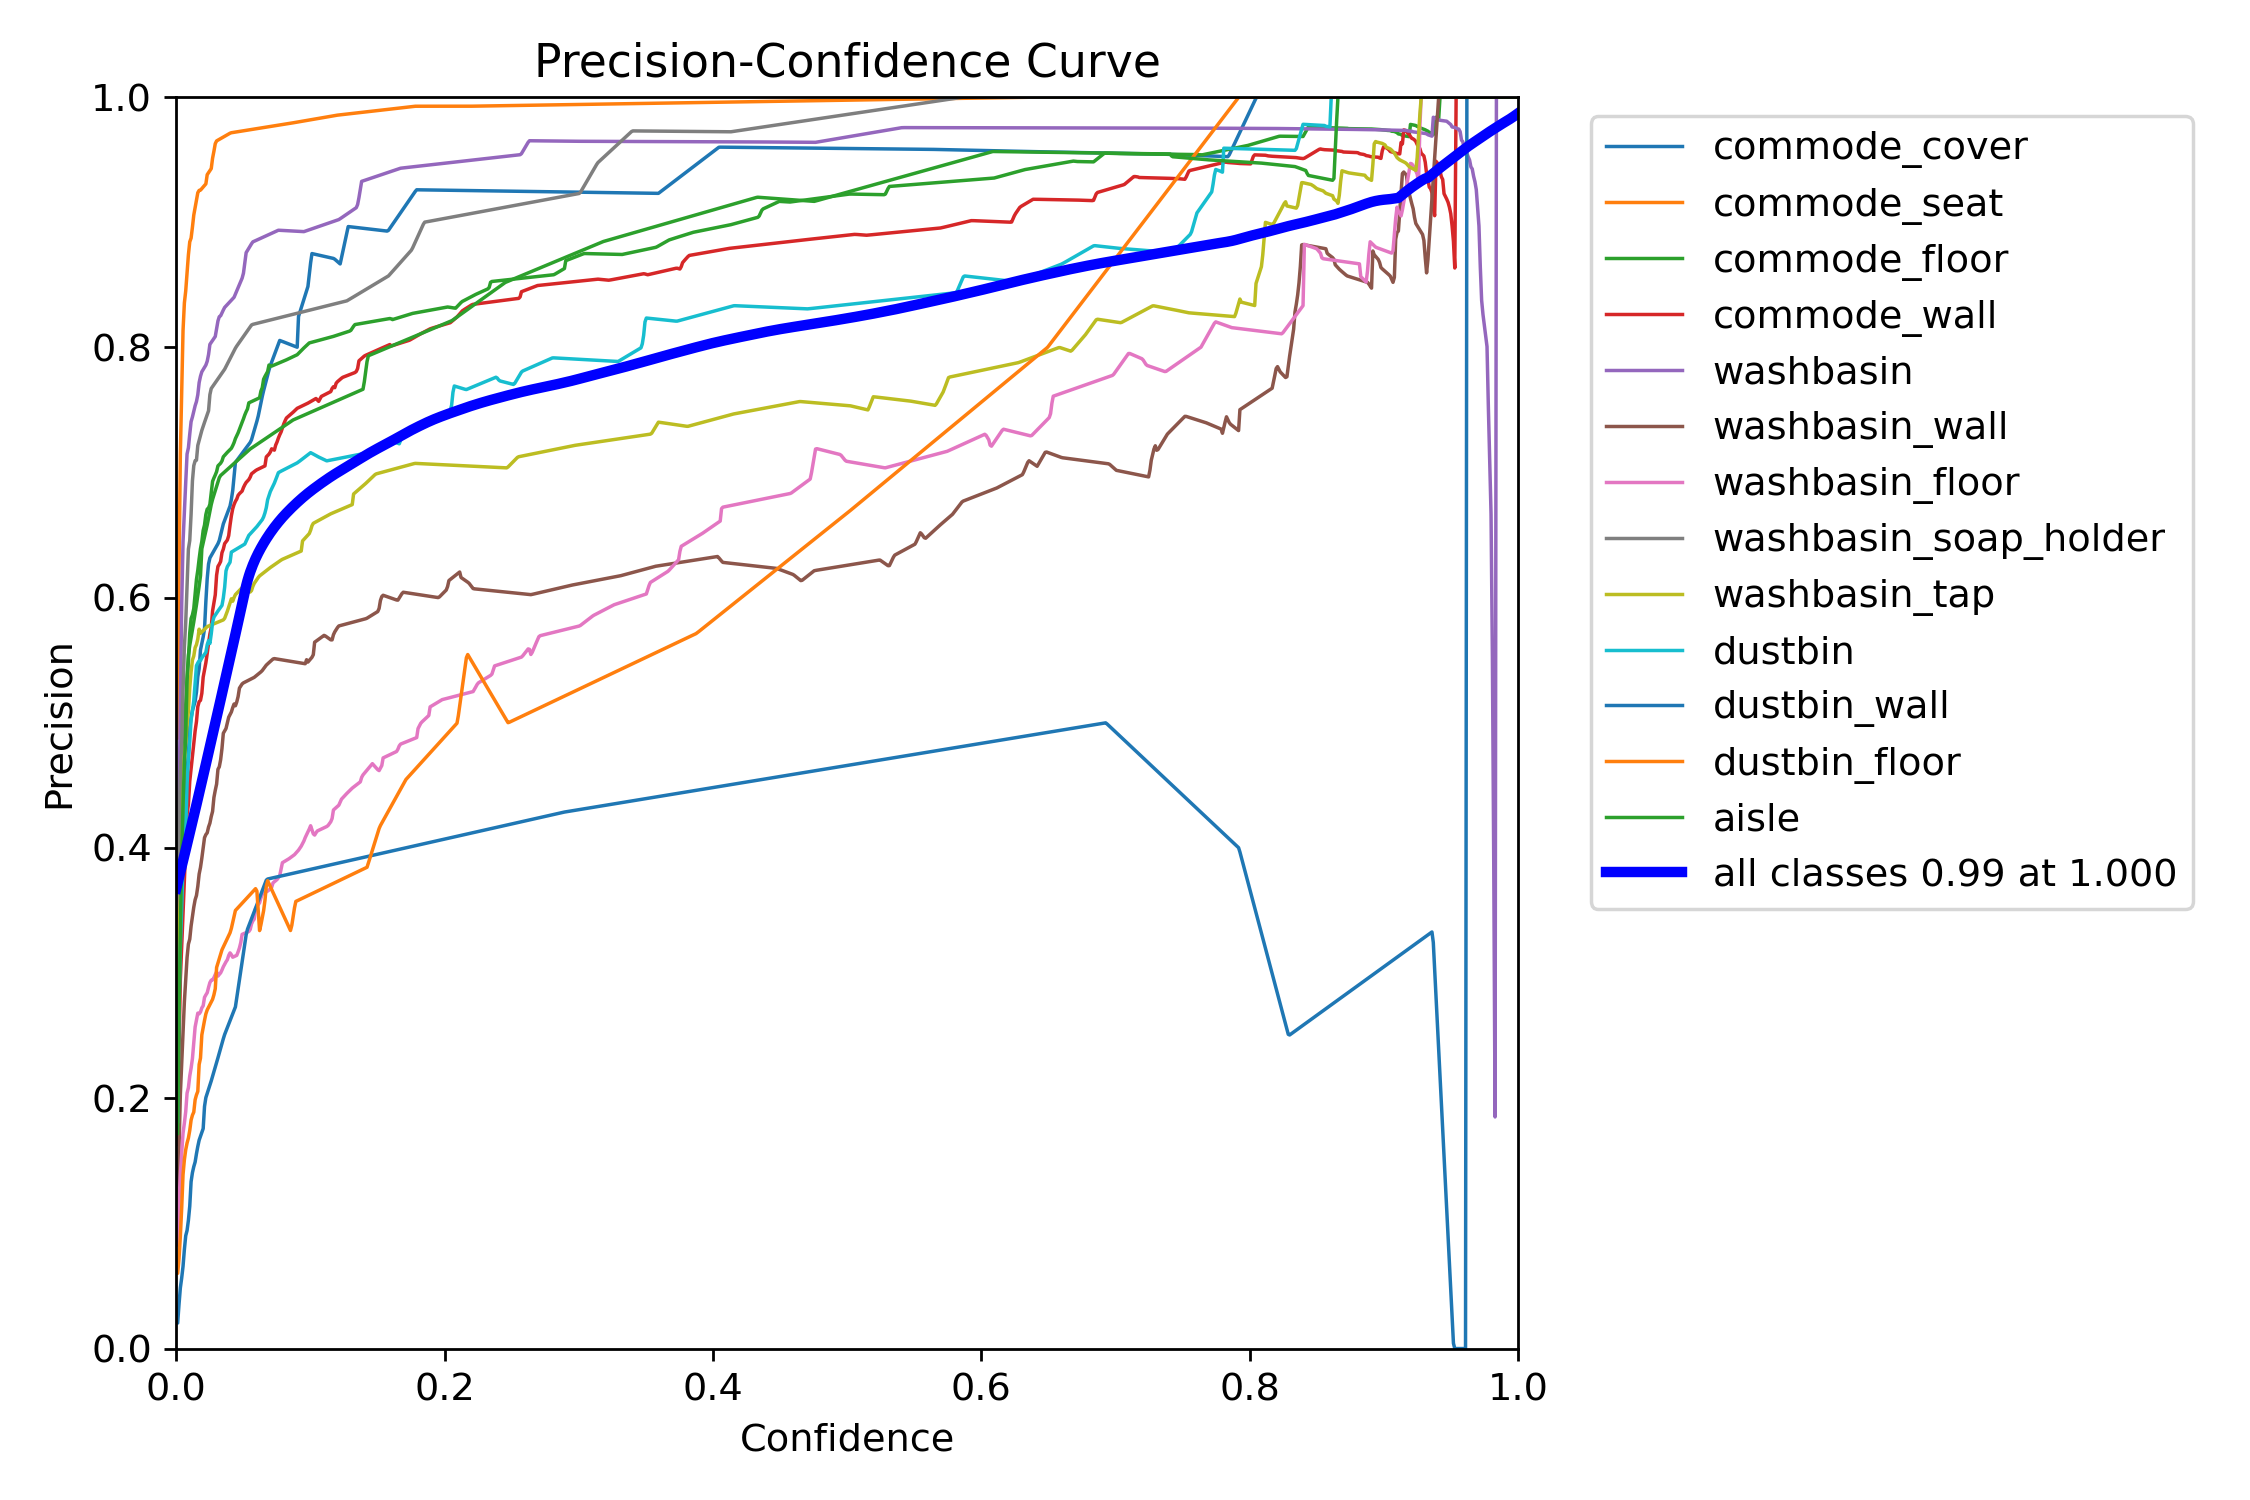 Precision-Confidence Curve
1.0
0.8
0.6
0.4
0.2
0.0
Precision
0.0 0.2 0.4 0.6 0.8 1.0
Confidence
commode_cover
commode_seat
commode_floor
commode_wall
washbasin
washbasin_wall
washbasin_floor
washbasin_soap_holder
washbasin_tap
dustbin
dustbin_wall
dustbin_floor
aisle
all classes 0.99 at 1.000